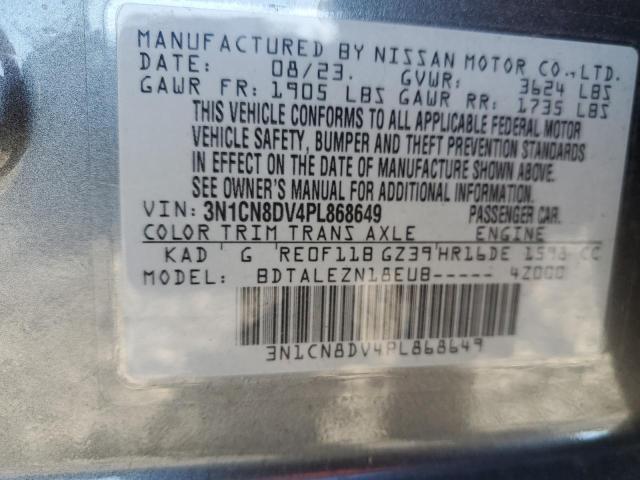 MANUFACTURED BY NISSAN MOTOR CO.,LTD.
DATE: 08/23. GVWR: 3624 LBS
GAWR FR: 1905 LBS GAWR RR: 1735 LBS
THIS VEHICLE CONFORMS TO ALL APPLICABLE FEDERAL MOTOR
VEHICLE SAFETY, BUMPER AND THEFT PREVENTION STANDARDS
IN EFFECT ON THE DATE OF MANUFACTURE SHOWN ABOVE.
SEE OWNER'S MANUAL FOR ADDITIONAL INFORMATION.
VIN: 3N1CN8DV4PL868649 PASSENGER CAR.
COLOR TRIM TRANS AXLE ENGINE
KAD G RE0F11B GZ39 HR16DE 1598 CC
MODEL: BDTALEZN18EUB----- 4Z000
3N1CN8DV4PL868649